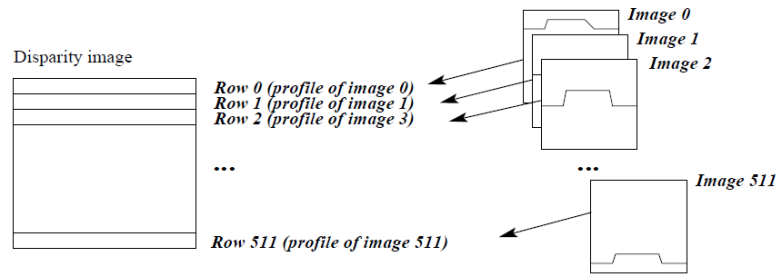 Image 0
Image 1
Disparity image
Image 2
Row 0 (profile of image 0)
Row 1 (profile of image 1)
Row 2 (profile of image 3)
...
...
Image 511
Row 511 (profile of image 511)